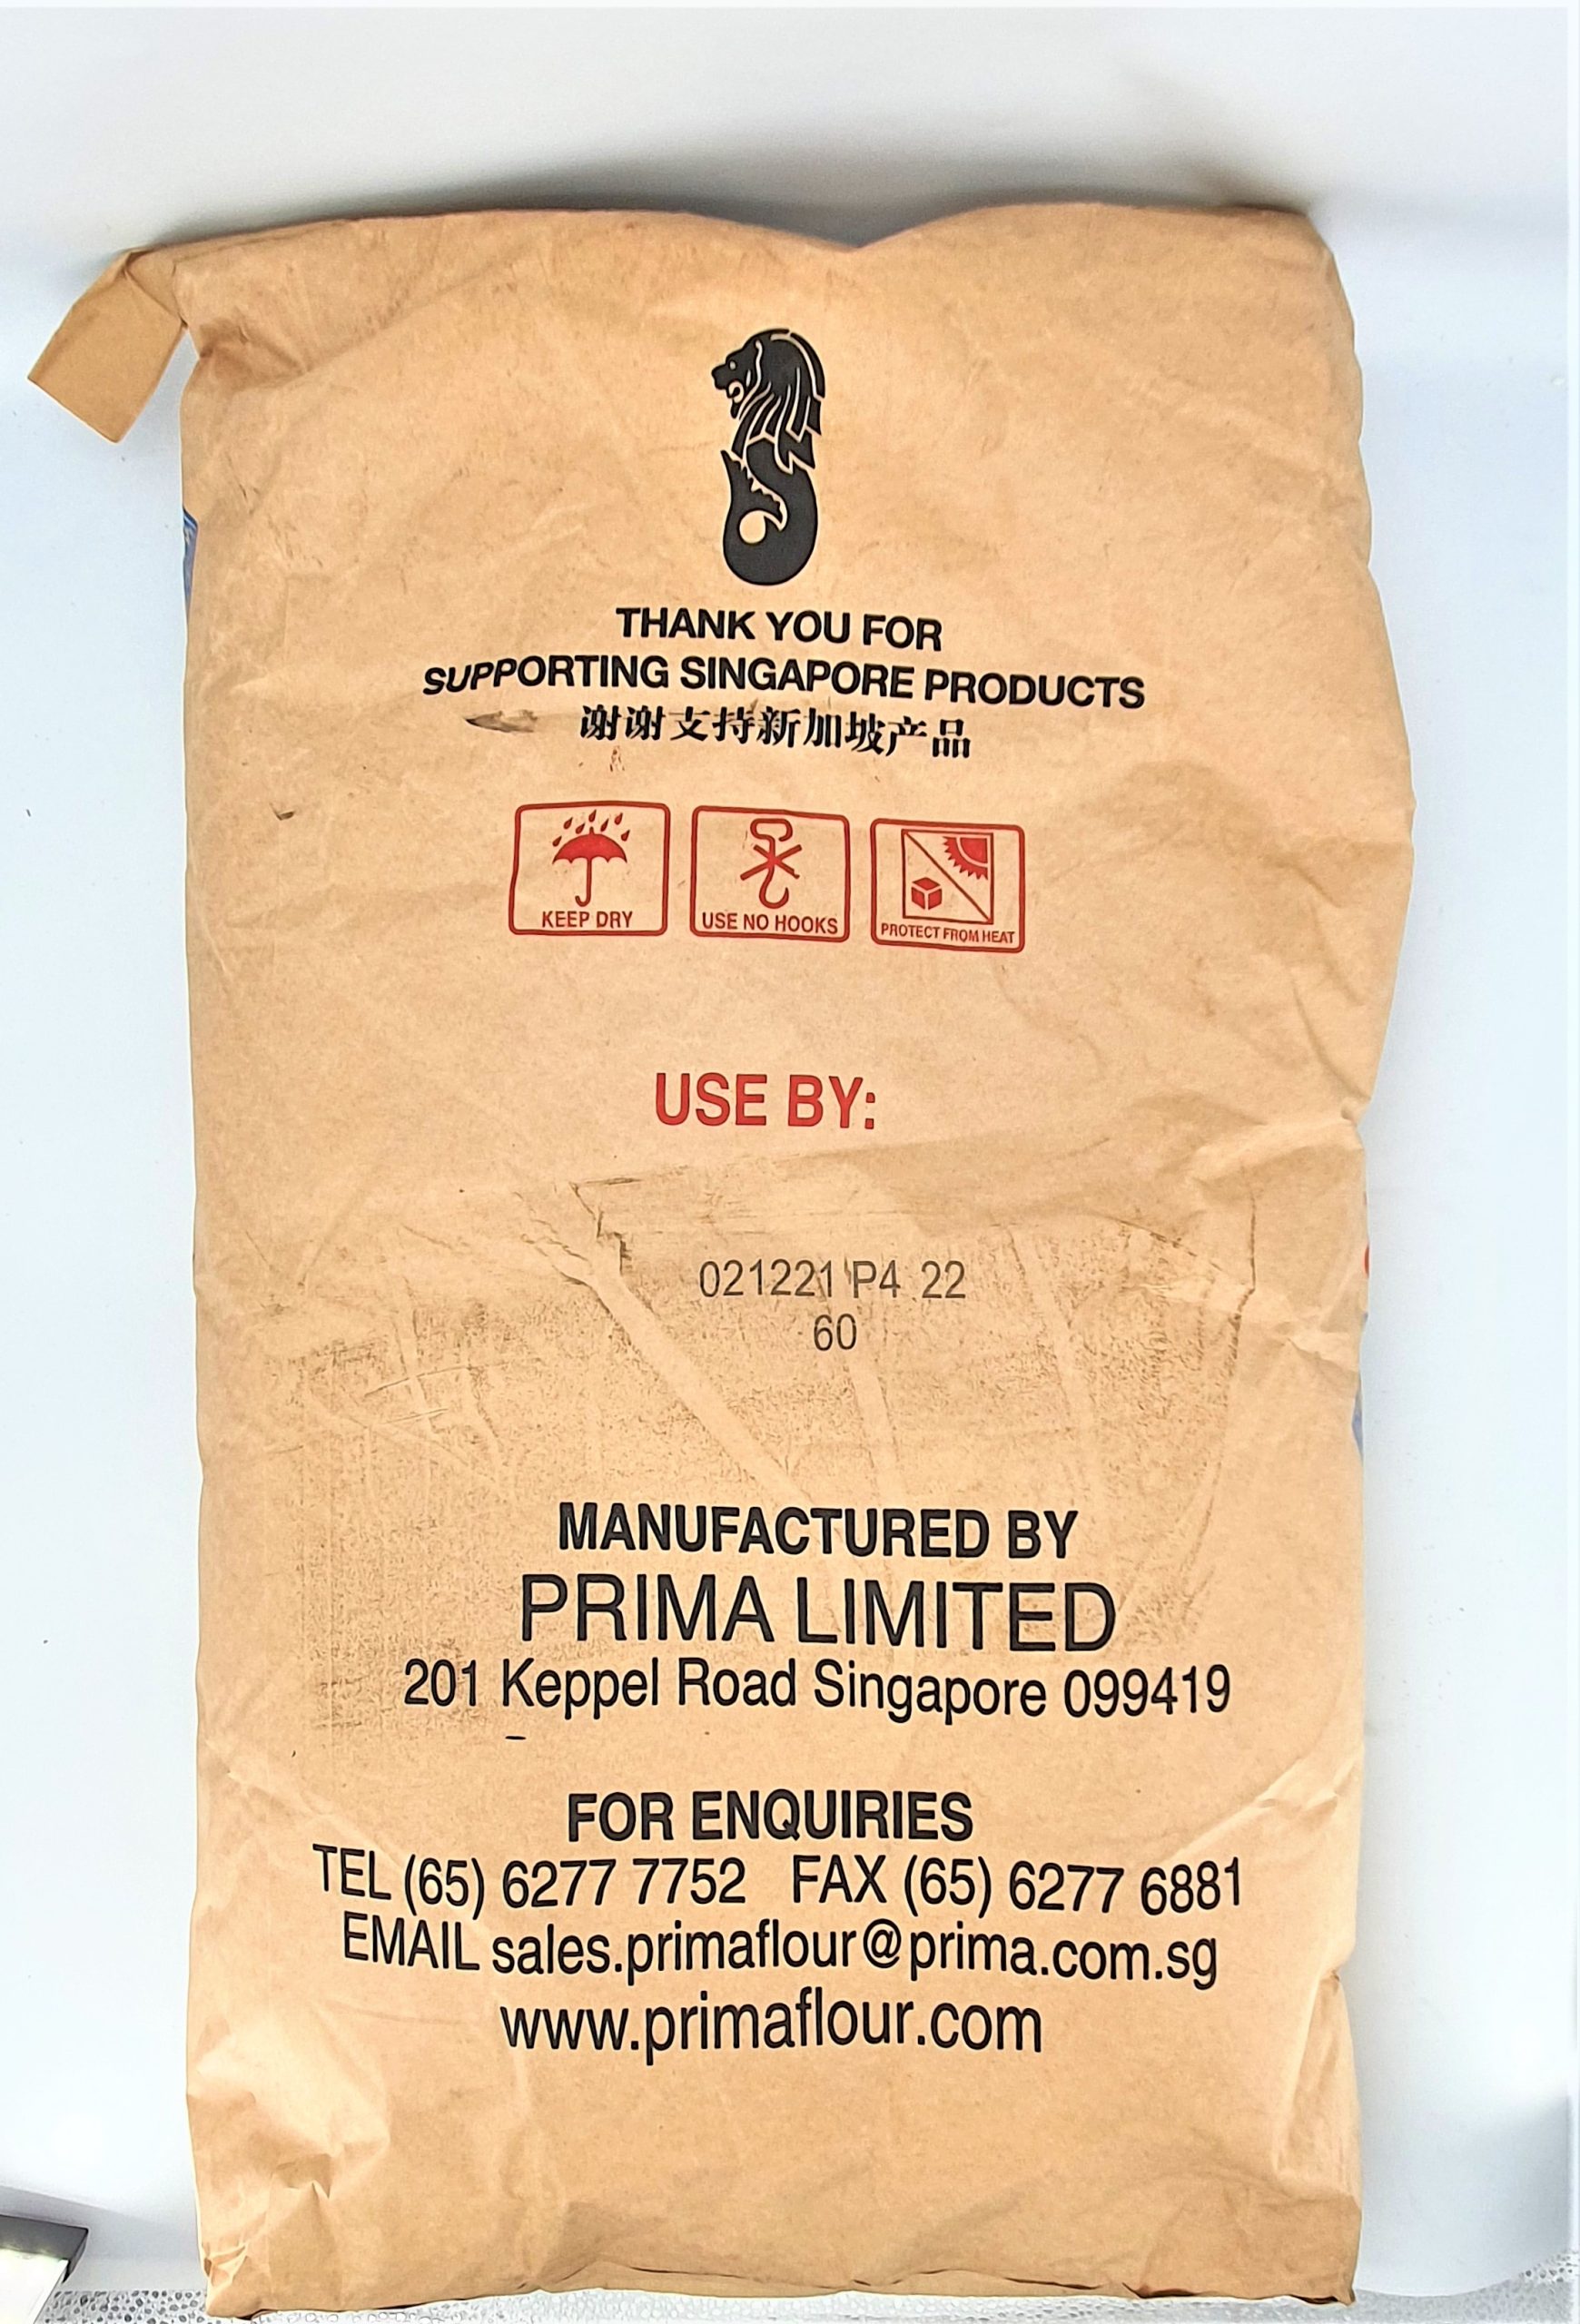 THANK YOU FOR
SUPPORTING SINGAPORE PRODUCTS
谢谢支持新加坡产品
KEEP DRY
USE NO HOOKS
PROTECT FROM HEAT
USE BY:
021221 P4 22
60
MANUFACTURED BY
PRIMA LIMITED
201 Keppel Road Singapore 099419
FOR ENQUIRIES
TEL (65) 6277 7752 FAX (65) 6277 6881
EMAIL sales.primaflour@prima.com.sg
www.primaflour.com